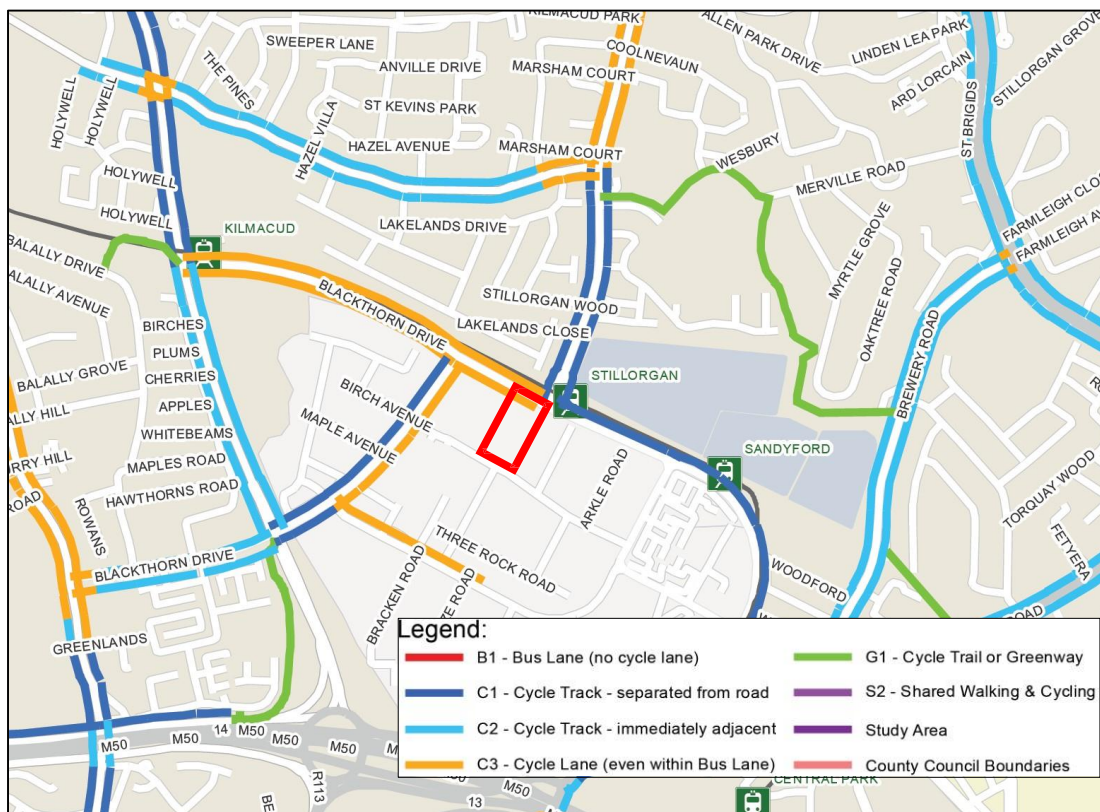 KILMACUD PARK
SWEEPER LANE
COOLNEVAUN
ALLEN PARK DRIVE
LINDEN LEA PARK
STILLORGAN GROVE
THE PINES
ANVILLE DRIVE
MARSHAM COURT
ARD LORCAIN
ST BRIGIDS
HOLYWELL
HOLYWELL
ST KEVINS PARK
HAZEL VILLA
HAZEL AVENUE
MARSHAM COURT
WESBURY
MERVILLE ROAD
HOLYWELL
HOLYWELL
KILMACUD
LAKELANDS DRIVE
FARMLEIGH CLOS
FARMLEIGH AV
BALALLY DRIVE
ALALLY AVENUE
MYRTLE GROVE
OAKTREE ROAD
BLACKTHORN DRIVE
STILLORGAN WOOD
LAKELANDS CLOSE
BIRCHES
PLUMS
CHERRIES
APPLES
WHITEBEAMS
MAPLES ROAD
HAWTHORNS ROAD
BALALLY GROVE
ALLY HILL
URRY HILL
ROAD
ROWANS
BIRCH AVENUE
MAPLE AVENUE
STILLORGAN
BREWERY ROAD
SANDYFORD
ARKLE ROAD
TORQUAY WOOD
FETYERA
BLACKTHORN DRIVE
THREE ROCK ROAD
BRACKEN ROAD
ZE ROAD
WOODFORD
W
ROAD
GREENLANDS
Legend:
B1 - Bus Lane (no cycle lane)
G1 - Cycle Trail or Greenway
C1 - Cycle Track - separated from road
S2 - Shared Walking & Cycling
C2 - Cycle Track - immediately adjacent
Study Area
C3 - Cycle Lane (even within Bus Lane)
County Council Boundaries
14
M50
M50
M50
M50
M50
M50
M50
R113
BE
13
CENTRAL PARK